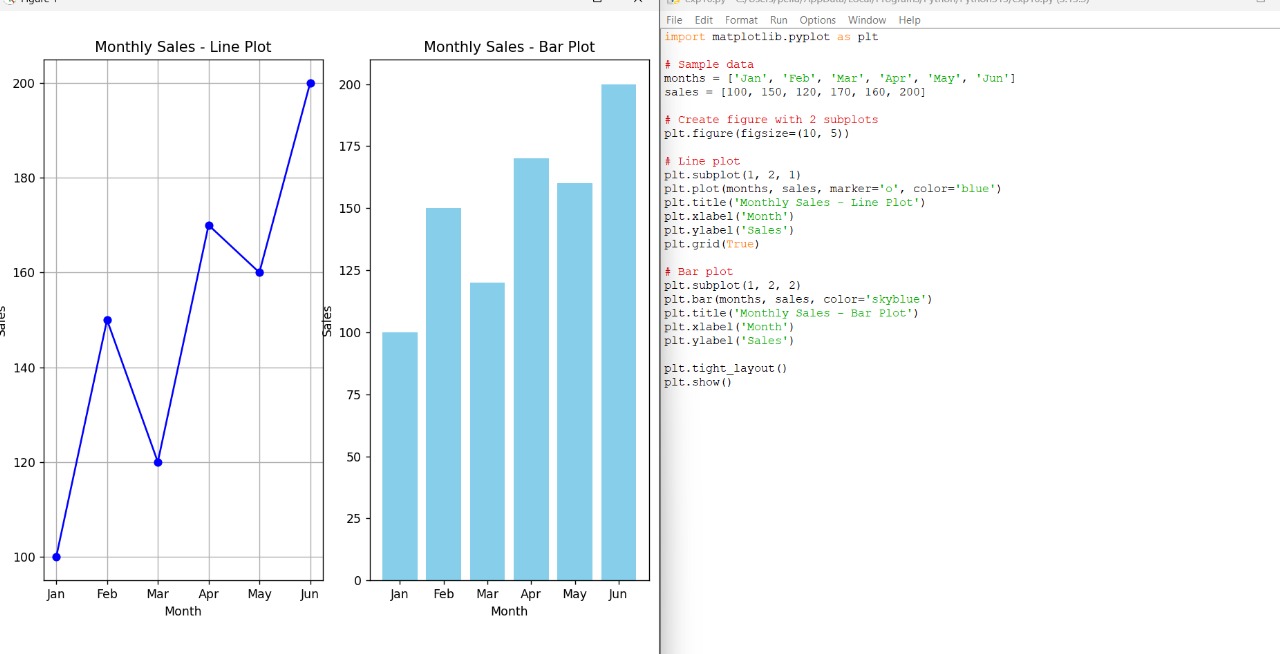 Monthly Sales - Line Plot
200
180
160
140
120
100
Sales
Jan Feb Mar Apr May Jun
Month
Monthly Sales - Bar Plot
200
175
150
125
100
75
50
25
0
Sales
Jan Feb Mar Apr May Jun
Month
File Edit Format Run Options Window Help
import matplotlib.pyplot as plt
# Sample data
months = ['Jan', 'Feb', 'Mar', 'Apr', 'May', 'Jun']
sales = [100, 150, 120, 170, 160, 200]
# Create figure with 2 subplots
plt.figure(figsize=(10, 5))
# Line plot
plt.subplot(1, 2, 1)
plt.plot(months, sales, marker='o', color='blue')
plt.title('Monthly Sales - Line Plot')
plt.xlabel('Month')
plt.ylabel('Sales')
plt.grid(True)
# Bar plot
plt.subplot(1, 2, 2)
plt.bar(months, sales, color='skyblue')
plt.title('Monthly Sales - Bar Plot')
plt.xlabel('Month')
plt.ylabel('Sales')
plt.tight_layout()
plt.show()